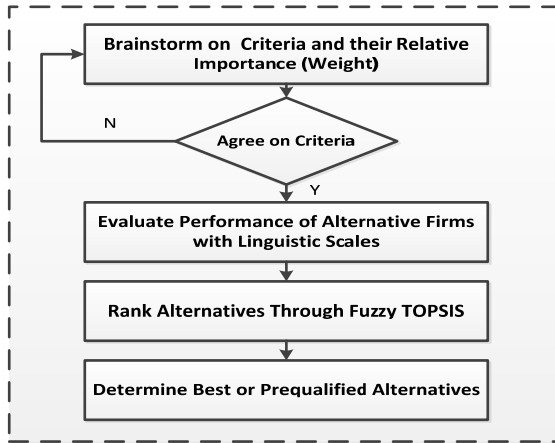 Brainstorm on Criteria and their Relative
Importance (Weight)
N
Agree on Criteria
Y
Evaluate Performance of Alternative Firms
with Linguistic Scales
Rank Alternatives Through Fuzzy TOPSIS
Determine Best or Prequalified Alternatives